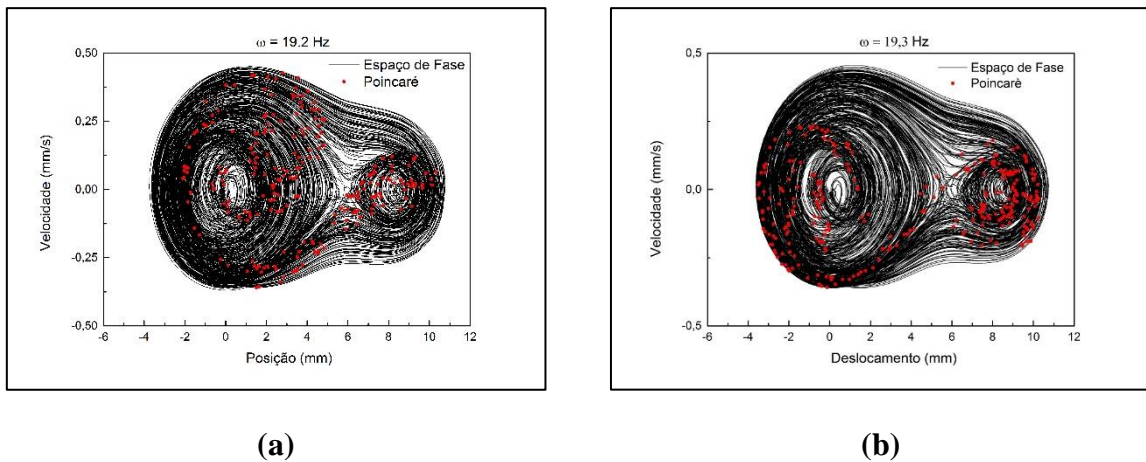 ω = 19.2 Hz
0,50
0,25
0,00
-0,25
-0,50
Velocidade (mm/s)
Espaço de Fase
Poincaré
-6 -4 -2 0 2 4 6 8 10 12
Posição (mm)
(a)
ω = 19,3 Hz
0,5
0,0
-0,5
Velocidade (mm/s)
Espaço de Fase
Poincarè
-6 -4 -2 0 2 4 6 8 10 12
Deslocamento (mm)
(b)